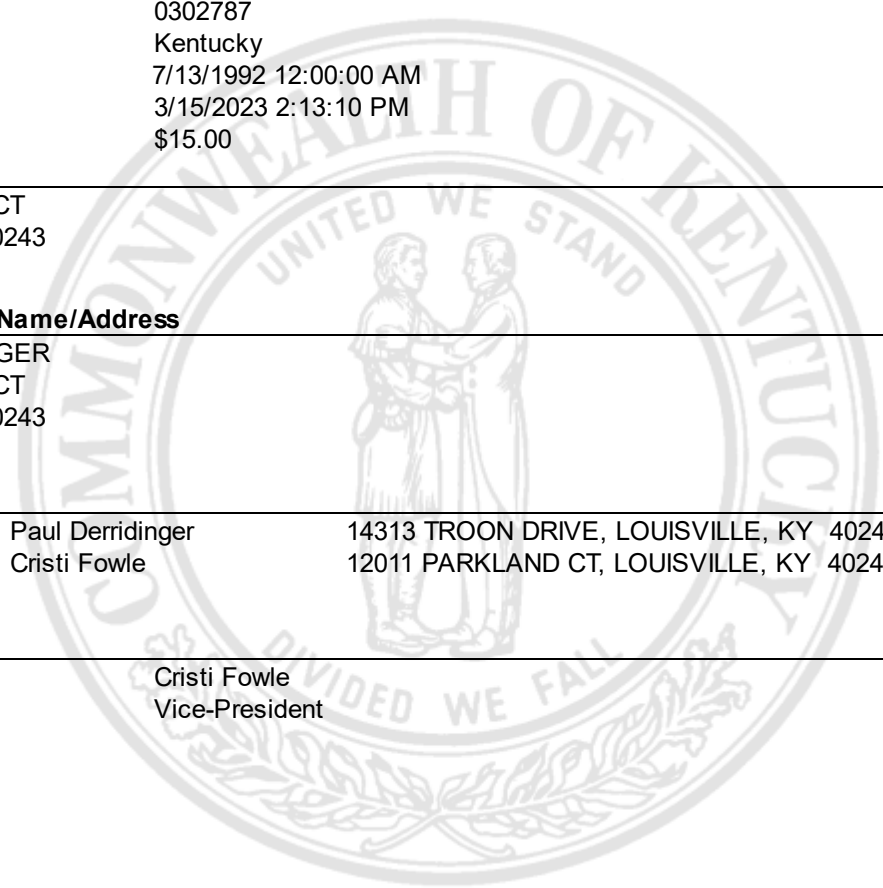 0302787
Kentucky
7/13/1992 12:00:00 AM
3/15/2023 2:13:10 PM
$15.00
CT
0243
Name/Address
GER
CT
0243
Paul Derridinger 14313 TROON DRIVE, LOUISVILLE, KY 4024
Cristi Fowle 12011 PARKLAND CT, LOUISVILLE, KY 4024
Cristi Fowle
Vice-President
COMMONWEALTH OF KENTUCKY
UNITED WE STAND
DIVIDED WE FALL